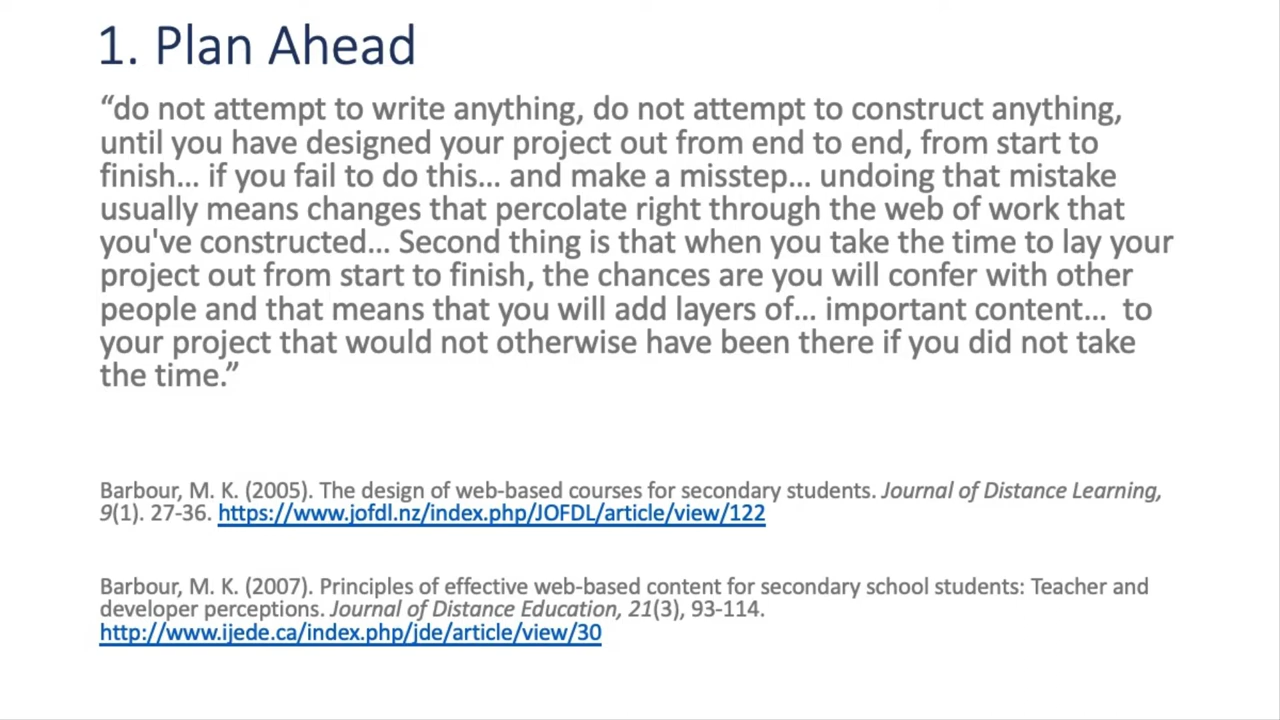 1. Plan Ahead
“do not attempt to write anything, do not attempt to construct anything,
until you have designed your project out from end to end, from start to
finish… if you fail to do this… and make a misstep… undoing that mistake
usually means changes that percolate right through the web of work that
you've constructed… Second thing is that when you take the time to lay your
project out from start to finish, the chances are you will confer with other
people and that means that you will add layers of… important content… to
your project that would not otherwise have been there if you did not take
the time.”
Barbour, M. K. (2005). The design of web-based courses for secondary students. Journal of Distance Learning,
9(1). 27-36. https://www.jofdl.nz/index.php/JOFDL/article/view/122
Barbour, M. K. (2007). Principles of effective web-based content for secondary school students: Teacher and
developer perceptions. Journal of Distance Education, 21(3), 93-114.
http://www.ijede.ca/index.php/jde/article/view/30